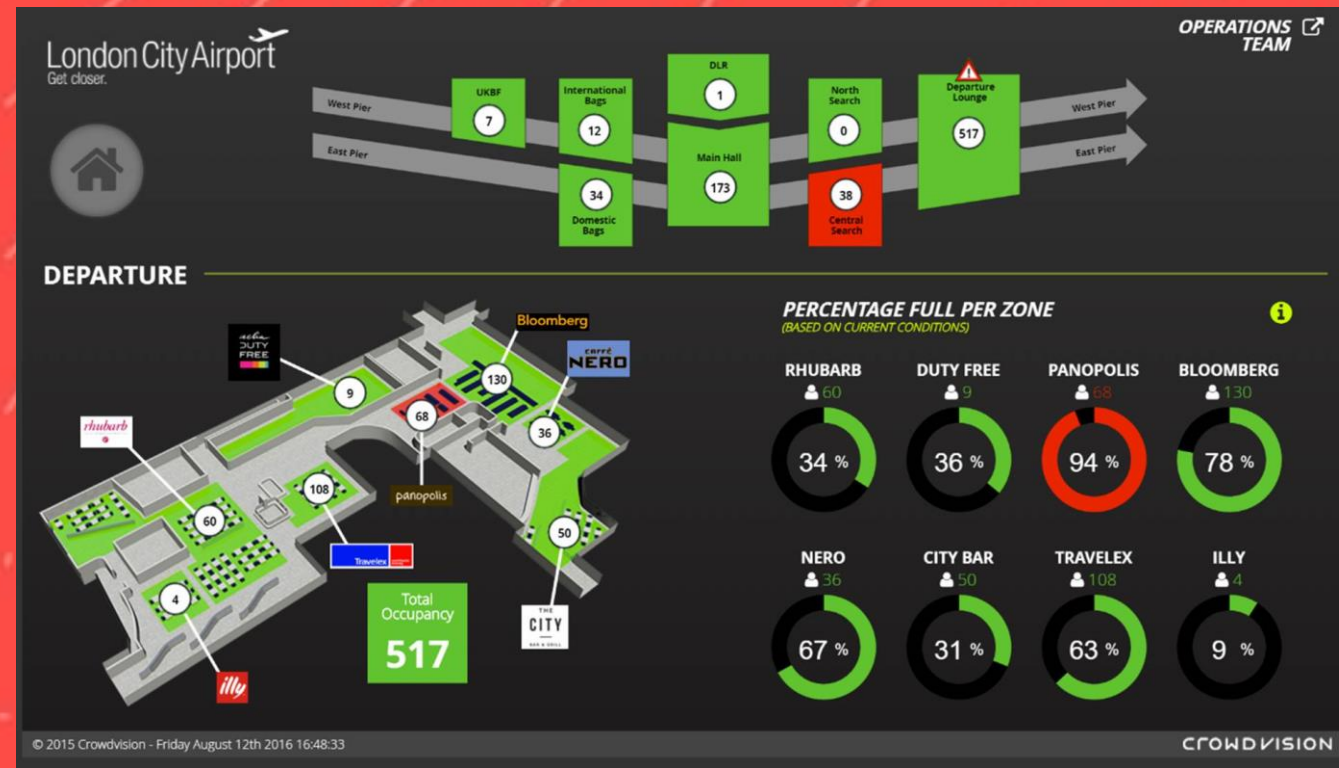 London City Airport
Get closer.
OPERATIONS
TEAM
West Pier
East Pier
UKBF
7
International
Bags
12
34
Domestic
Bags
DLR
1
Main Hall
173
North
Search
0
38
Central
Search
Departure
Lounge
517
West Pier
East Pier
DEPARTURE
DUTY
FREE
Bloomberg
NERO
rhubarb
9
130
68
36
108
60
50
4
panopolis
Travelex
THE
CITY
BAR & GRILL
illy
Total
Occupancy
517
PERCENTAGE FULL PER ZONE
(BASED ON CURRENT CONDITIONS)
i
RHUBARB
60
34 %
DUTY FREE
9
36 %
PANOPOLIS
68
94 %
BLOOMBERG
130
78 %
NERO
36
67 %
CITY BAR
50
31 %
TRAVELEX
108
63 %
ILLY
4
9 %
© 2015 Crowdvision - Friday August 12th 2016 16:48:33
CROWDVISION